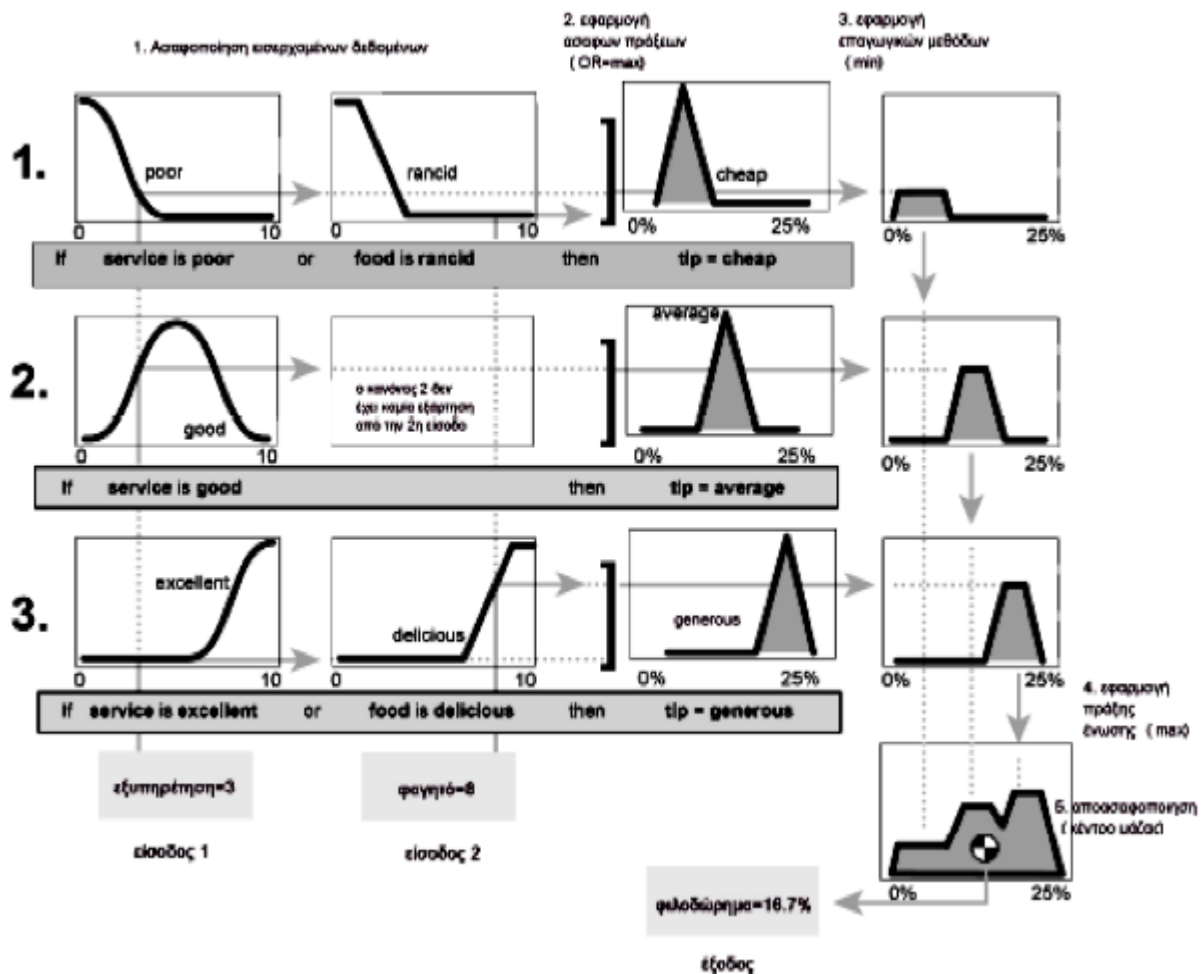 1. Ασαφοποίηση εισερχομένων δεδομένων
2. εφαρμογή
ασαφων πράξεων
( OR=max)
3. εφαρμογή
επαγωγικών μεθόδων
( min)
1.
poor
0 10
rancid
0 10
cheap
0% 25%
0% 25%
If service is poor or food is rancid then tip = cheap
2.
good
0 10
ο κανόνας 2 δεν
έχει καμία εξάρτηση
από την 2η είσοδο
average
0% 25%
0% 25%
If service is good then tip = average
3.
excellent
0 10
delicious
0 10
generous
0% 25%
0% 25%
If service is excellent or food is delicious then tip = generous
4. εφαρμογή
πράξης
ένωσης ( max)
εξυπηρέτηση=3
φαγητό=8
5. αποασαφοποιηση
( κέντρο μάζας)
είσοδος 1
είσοδος 2
0% 25%
φιλοδώρημα=16.7%
έξοδος